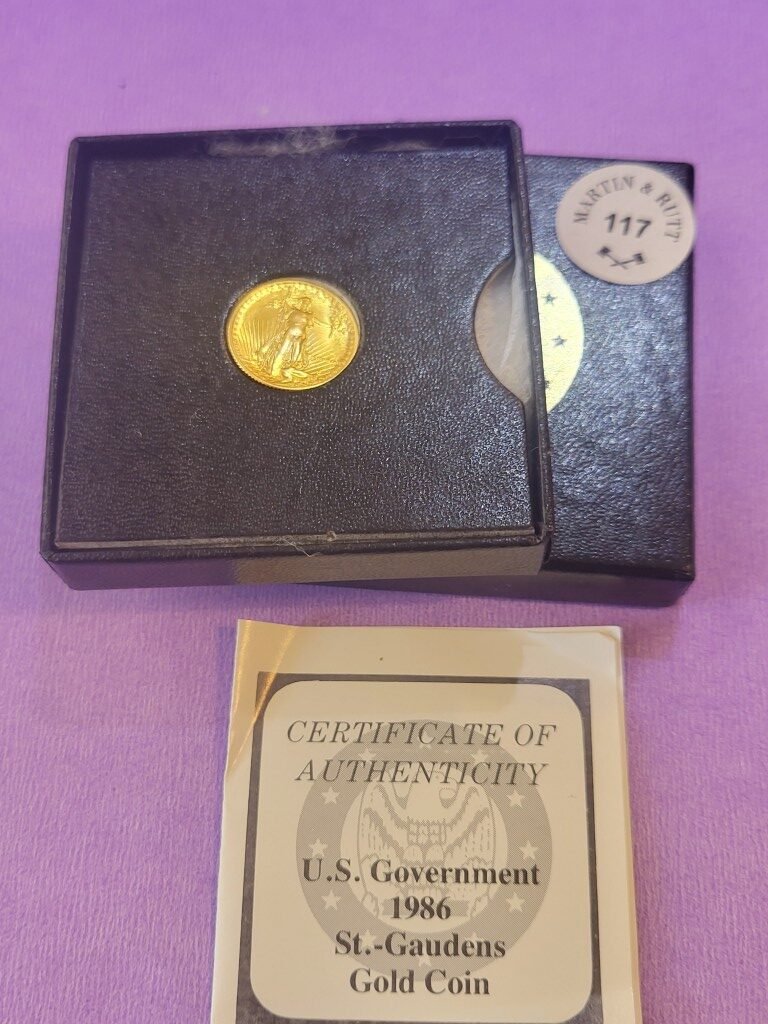 MARTIN & RUTT
117
CERTIFICATE OF
AUTHENTICITY
U.S. Government
1986
St.-Gaudens
Gold Coin